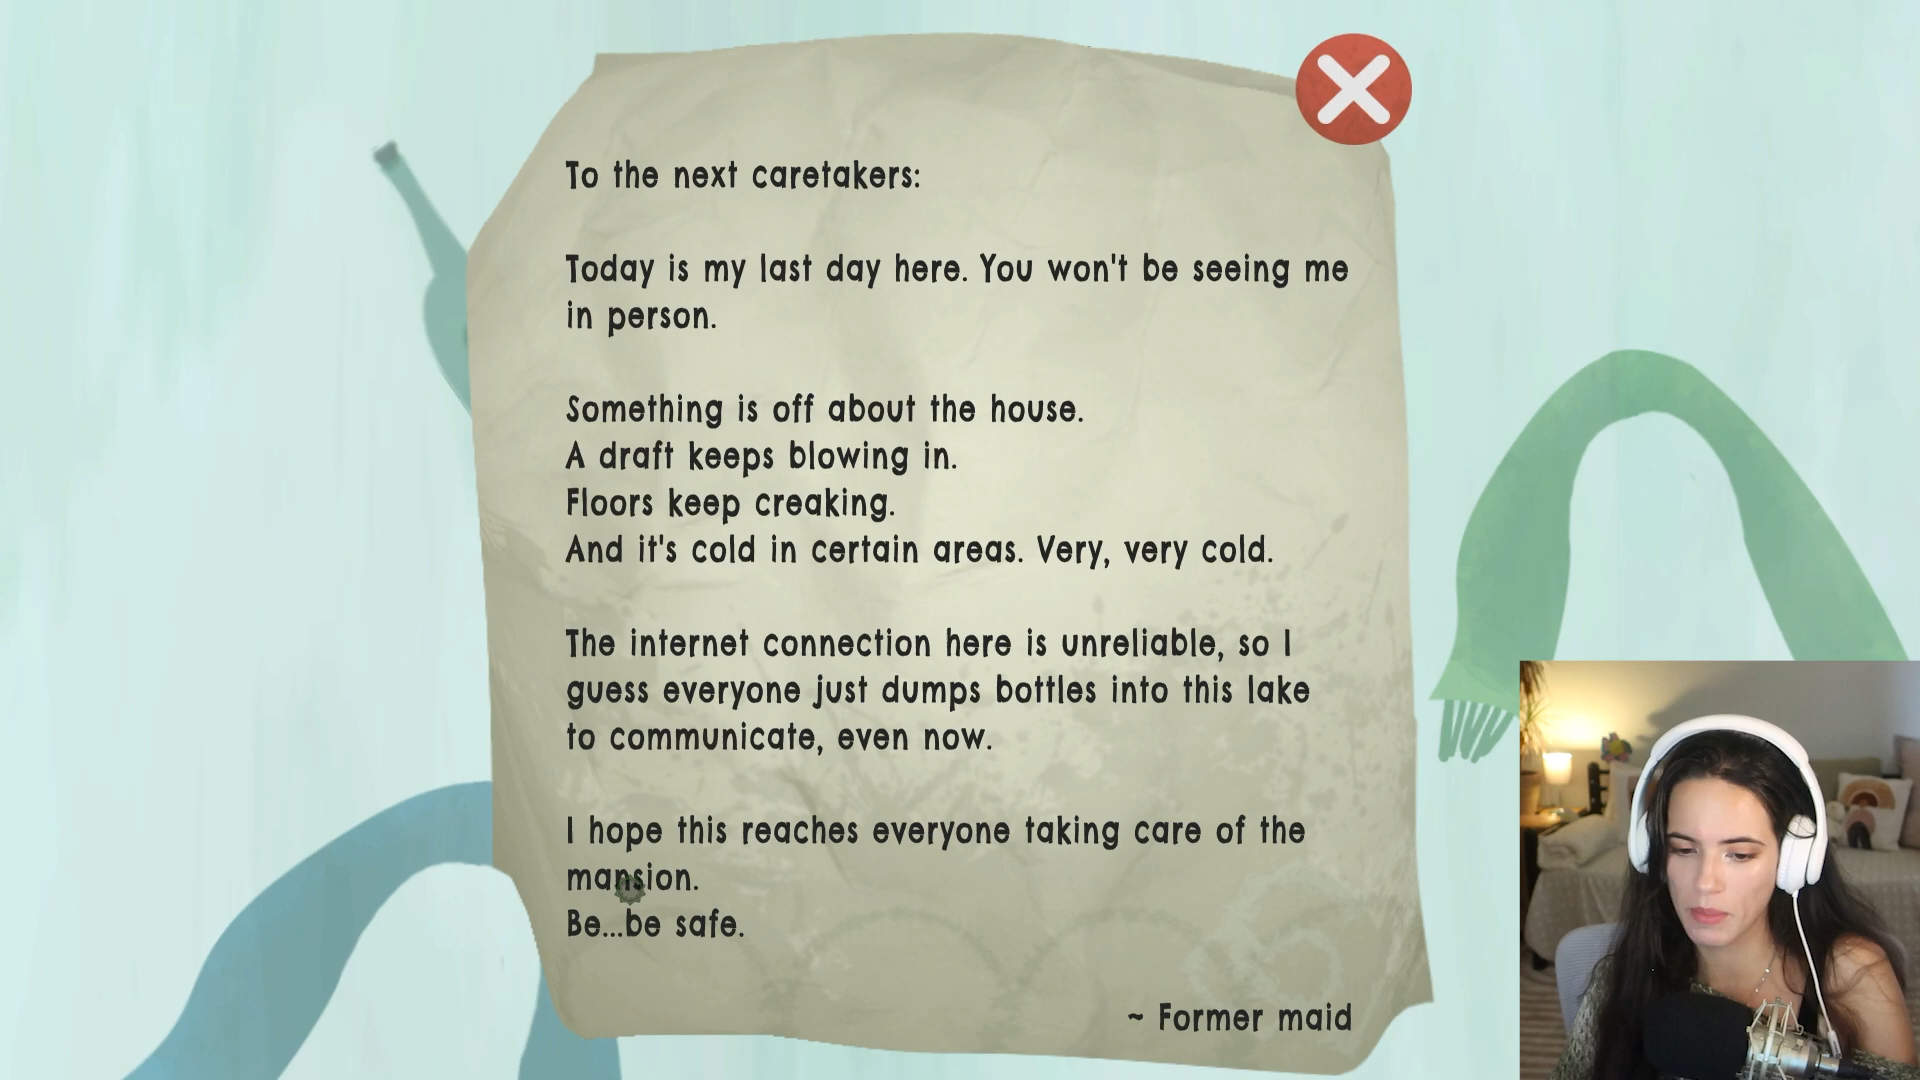 To the next caretakers:
Today is my last day here. You won't be seeing me
in person.
Something is off about the house.
A draft keeps blowing in.
Floors keep creaking.
And it's cold in certain areas. Very, very cold.
The internet connection here is unreliable, so I
guess everyone just dumps bottles into this lake
to communicate, even now.
I hope this reaches everyone taking care of the
mansion.
Be...be safe.
~ Former maid